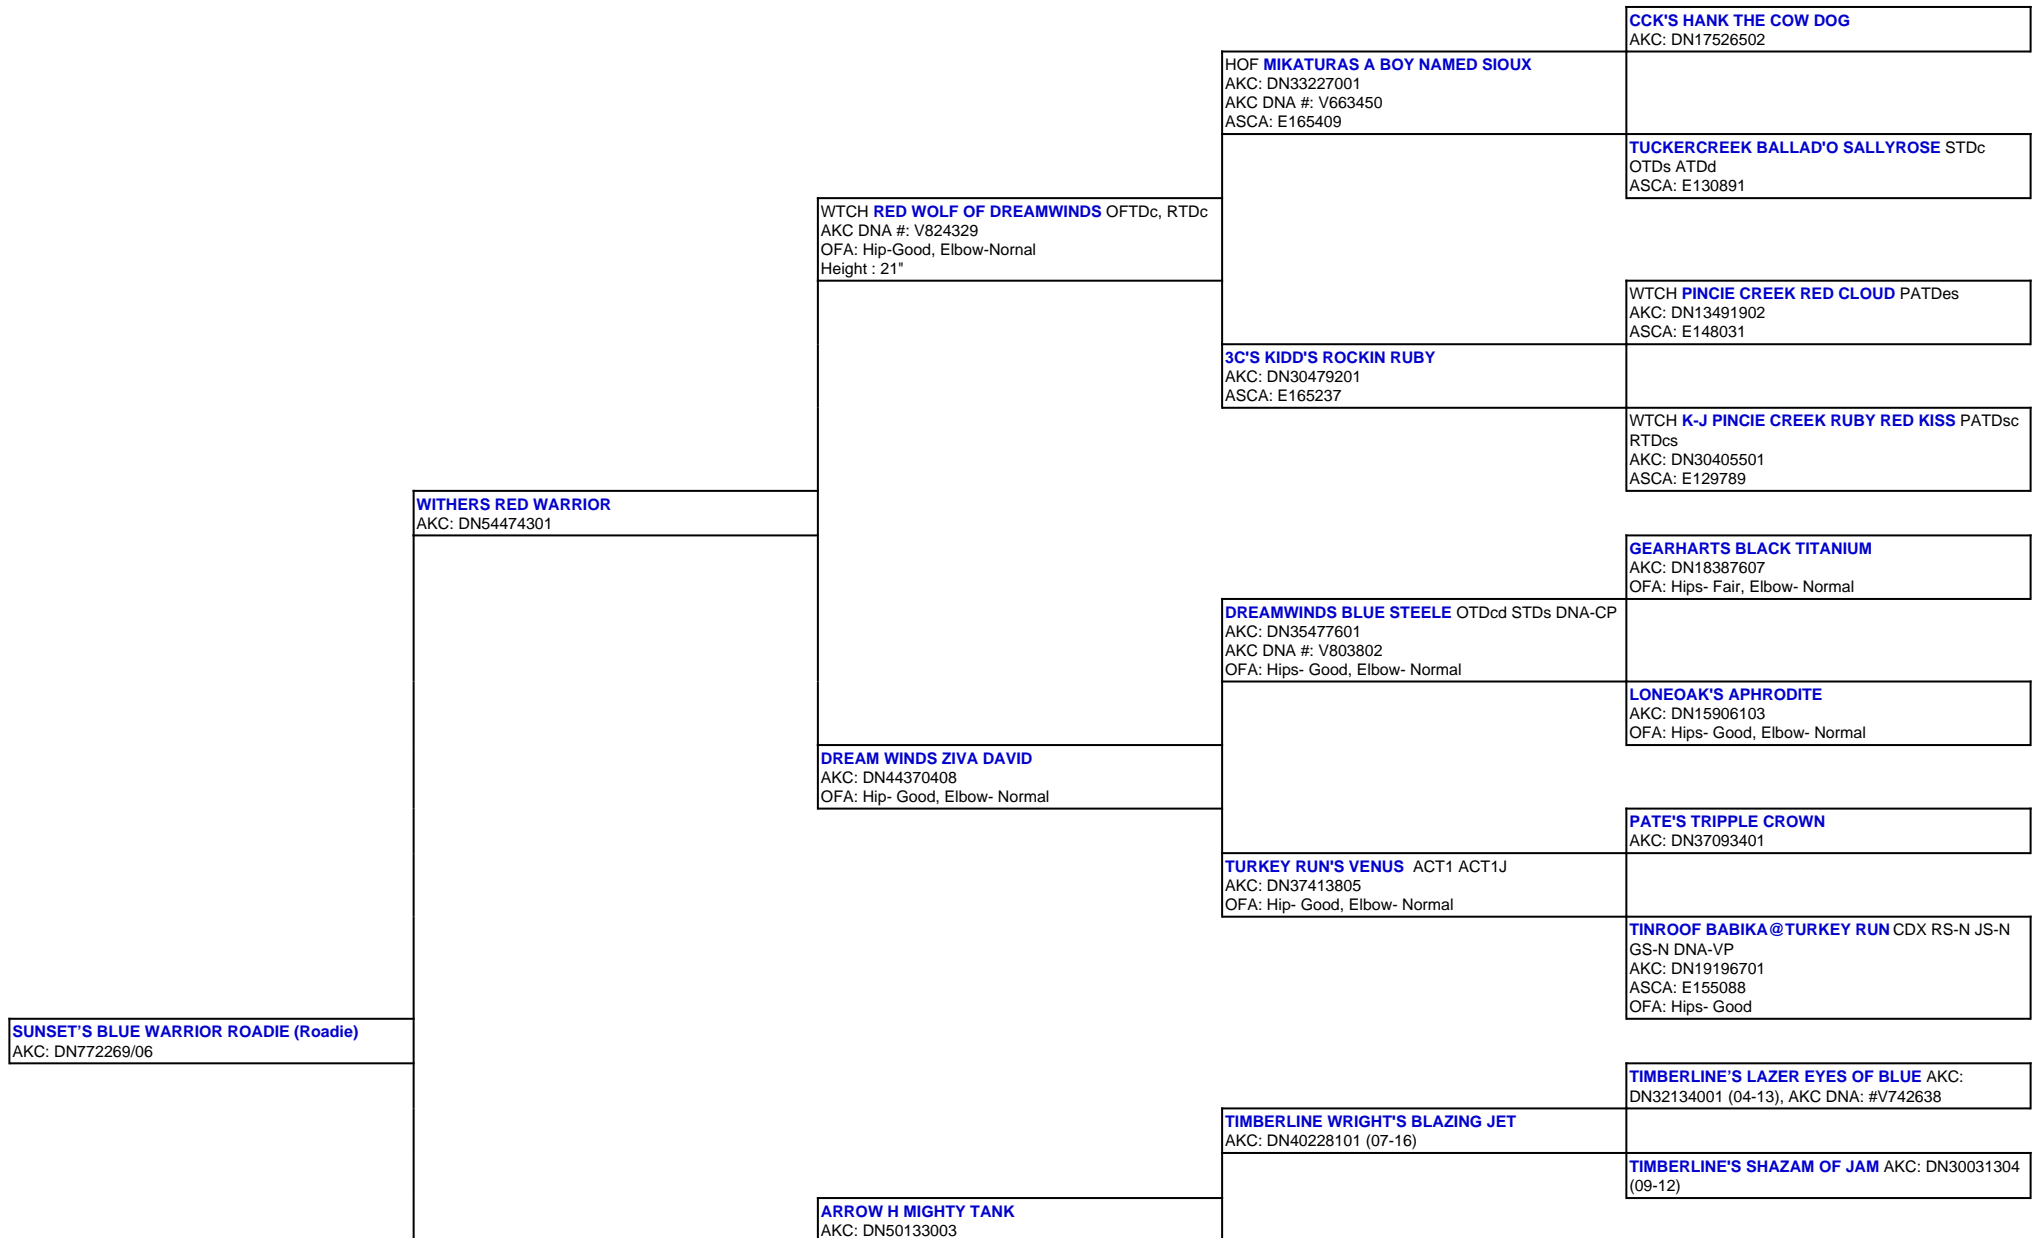 CCK'S HANK THE COW DOG
AKC: DN17526502
HOF MIKATURAS A BOY NAMED SIOUX
AKC: DN33227001
AKC DNA #: V663450
ASCA: E165409
TUCKERCREEK BALLAD'O SALLYROSE STDc
OTDs ATDd
ASCA: E130891
WTCH RED WOLF OF DREAMWINDS OFTDc, RTDc
AKC DNA #: V824329
OFA: Hip-Good, Elbow-Nornal
Height : 21"
WTCH PINCIE CREEK RED CLOUD PATDes
AKC: DN13491902
ASCA: E148031
3C'S KIDD'S ROCKIN RUBY
AKC: DN30479201
ASCA: E165237
WTCH K-J PINCIE CREEK RUBY RED KISS PATDsc
RTDcs
AKC: DN30405501
ASCA: E129789
WITHERS RED WARRIOR
AKC: DN54474301
GEARHARTS BLACK TITANIUM
AKC: DN18387607
OFA: Hips- Fair, Elbow- Normal
DREAMWINDS BLUE STEELE OTDcd STDs DNA-CP
AKC: DN35477601
AKC DNA #: V803802
OFA: Hips- Good, Elbow- Normal
LONEOAK'S APHRODITE
AKC: DN15906103
OFA: Hips- Good, Elbow- Normal
DREAM WINDS ZIVA DAVID
AKC: DN44370408
OFA: Hip- Good, Elbow- Normal
PATE'S TRIPPLE CROWN
AKC: DN37093401
TURKEY RUN'S VENUS ACT1 ACT1J
AKC: DN37413805
OFA: Hip- Good, Elbow- Normal
TINROOF BABIKA@TURKEY RUN CDX RS-N JS-N
GS-N DNA-VP
AKC: DN19196701
ASCA: E155088
OFA: Hips- Good
SUNSET’S BLUE WARRIOR ROADIE (Roadie)
AKC: DN772269/06
TIMBERLINE’S LAZER EYES OF BLUE AKC:
DN32134001 (04-13), AKC DNA: #V742638
TIMBERLINE WRIGHT'S BLAZING JET
AKC: DN40228101 (07-16)
TIMBERLINE'S SHAZAM OF JAM AKC: DN30031304
(09-12)
ARROW H MIGHTY TANK
AKC: DN50133003